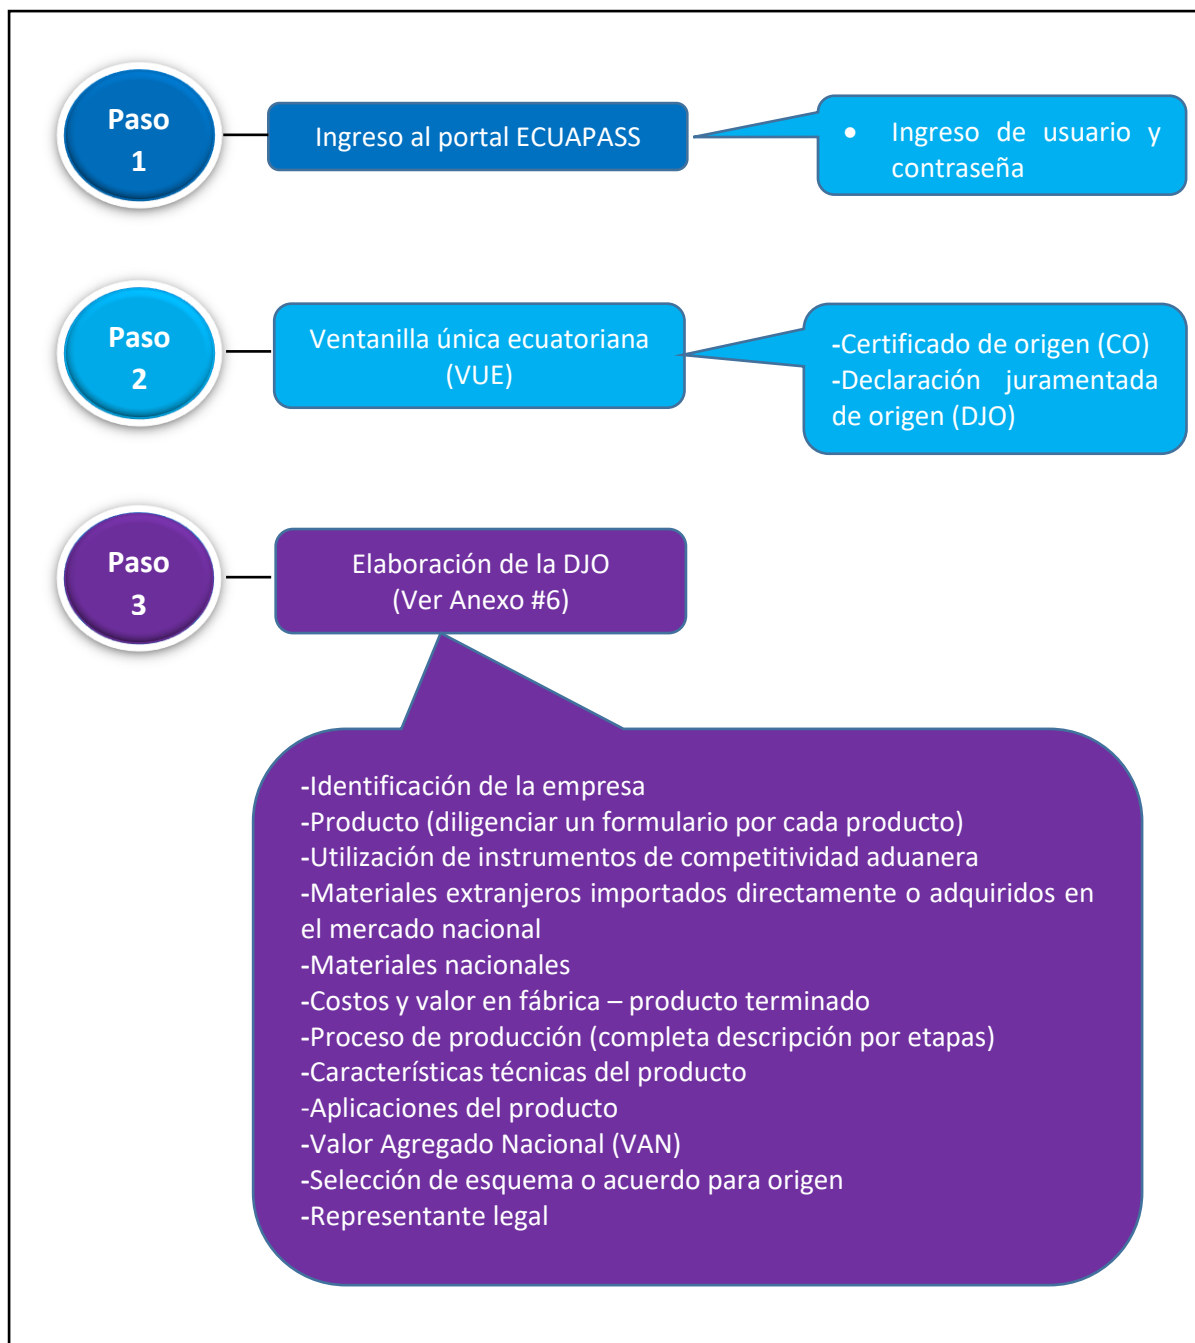 Paso
1
Ingreso al portal ECUAPASS
• Ingreso de usuario y
contraseña
Paso
2
Ventanilla única ecuatoriana
(VUE)
-Certificado de origen (CO)
-Declaración juramentada
de origen (DJO)
Paso
3
Elaboración de la DJO
(Ver Anexo #6)
-Identificación de la empresa
-Producto (diligenciar un formulario por cada producto)
-Utilización de instrumentos de competitividad aduanera
-Materiales extranjeros importados directamente o adquiridos en
el mercado nacional
-Materiales nacionales
-Costos y valor en fábrica – producto terminado
-Proceso de producción (completa descripción por etapas)
-Características técnicas del producto
-Aplicaciones del producto
-Valor Agregado Nacional (VAN)
-Selección de esquema o acuerdo para origen
-Representante legal